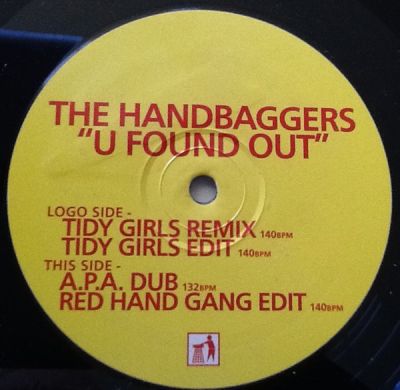 THE HANDBAGGERS
"U FOUND OUT"
LOGO SIDE -
TIDY GIRLS REMIX 140BPM
TIDY GIRLS EDIT 140BPM
THIS SIDE -
A.P.A. DUB 132BPM
RED HAND GANG EDIT 140BPM